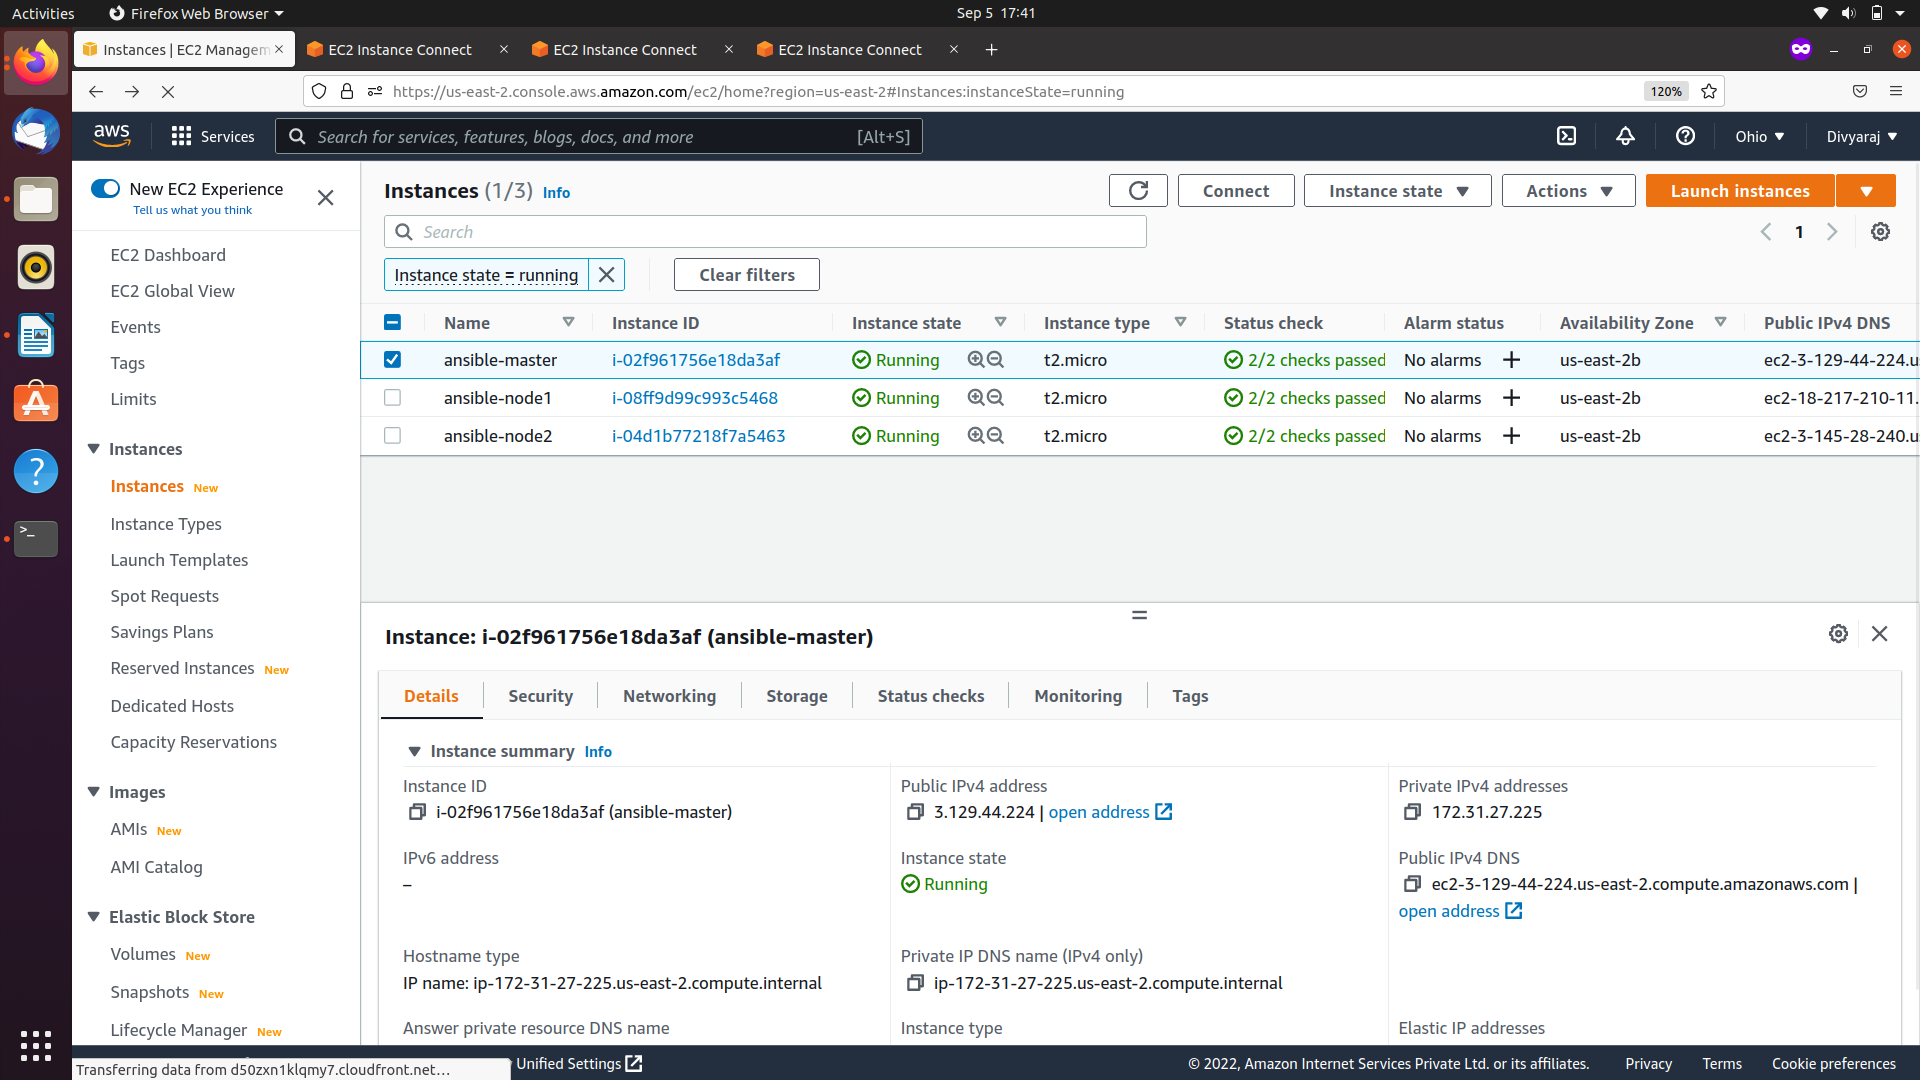 Activities
Firefox Web Browser
Sep 5 17:41
Instances | EC2 Managem
EC2 Instance Connect
EC2 Instance Connect
EC2 Instance Connect
https://us-east-2.console.aws.amazon.com/ec2/home?region=us-east-2#Instances:instanceState=running
120%
aws
Services
Search for services, features, blogs, docs, and more
[Alt+S]
Ohio
Divyaraj
New EC2 Experience
Tell us what you think
EC2 Dashboard
EC2 Global View
Events
Tags
Limits
Instances
Instances New
Instance Types
Launch Templates
Spot Requests
Savings Plans
Reserved Instances New
Dedicated Hosts
Capacity Reservations
Images
AMIs New
AMI Catalog
Elastic Block Store
Volumes New
Snapshots New
Lifecycle Manager New
Instances (1/3) Info
Connect
Instance state
Actions
Launch instances
Search
1
Instance state = running
Clear filters
Name Instance ID Instance state Instance type Status check Alarm status Availability Zone Public IPv4 DNS
ansible-master i-02f961756e18da3af Running t2.micro 2/2 checks passed No alarms us-east-2b ec2-3-129-44-224.u
ansible-node1 i-08ff9d99c993c5468 Running t2.micro 2/2 checks passed No alarms us-east-2b ec2-18-217-210-11.
ansible-node2 i-04d1b77218f7a5463 Running t2.micro 2/2 checks passed No alarms us-east-2b ec2-3-145-28-240.u
Instance: i-02f961756e18da3af (ansible-master)
Details
Security
Networking
Storage
Status checks
Monitoring
Tags
Instance summary Info
Instance ID
i-02f961756e18da3af (ansible-master)
Public IPv4 address
3.129.44.224 | open address
Private IPv4 addresses
172.31.27.225
IPv6 address
–
Instance state
Running
Public IPv4 DNS
ec2-3-129-44-224.us-east-2.compute.amazonaws.com |
open address
Hostname type
IP name: ip-172-31-27-225.us-east-2.compute.internal
Private IP DNS name (IPv4 only)
ip-172-31-27-225.us-east-2.compute.internal
Answer private resource DNS name
Instance type
Elastic IP addresses
Transferring data from d50zxn1klqmy7.cloudfront.net…
Unified Settings
© 2022, Amazon Internet Services Private Ltd. or its affiliates.
Privacy
Terms
Cookie preferences